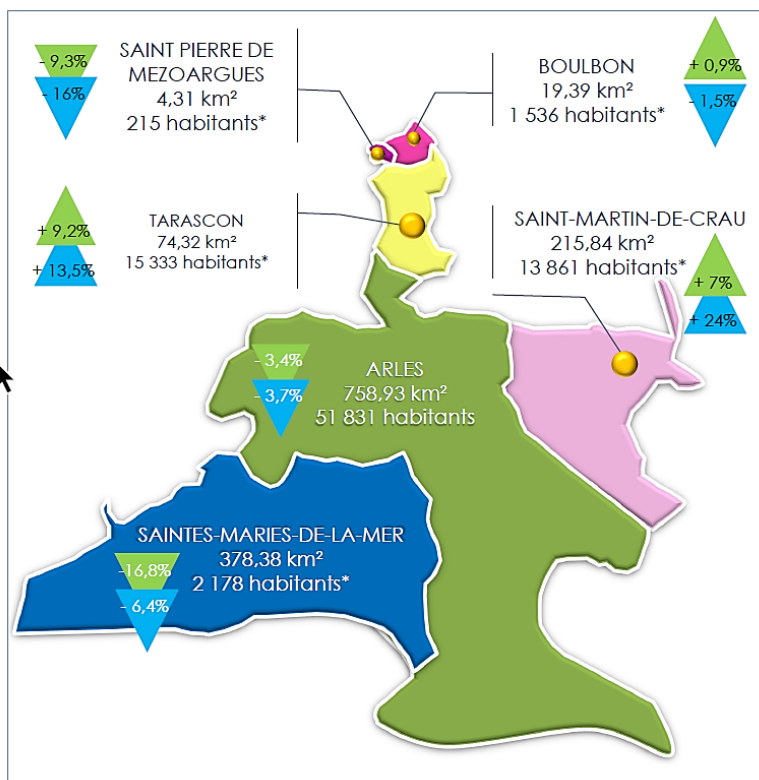 - 9,3%
- 16%
SAINT PIERRE DE
MEZOARGUES
4,31 km²
215 habitants*
BOULBON
19,39 km²
1 536 habitants*
+ 0,9%
- 1,5%
+ 9,2%
+ 13,5%
TARASCON
74,32 km²
15 333 habitants*
SAINT-MARTIN-DE-CRAU
215,84 km²
13 861 habitants*
+ 7%
+ 24%
- 3,4%
- 3,7%
ARLES
758,93 km²
51 831 habitants
SAINTES-MARIES-DE-LA-MER
378,38 km²
2 178 habitants*
-16,8%
- 6,4%